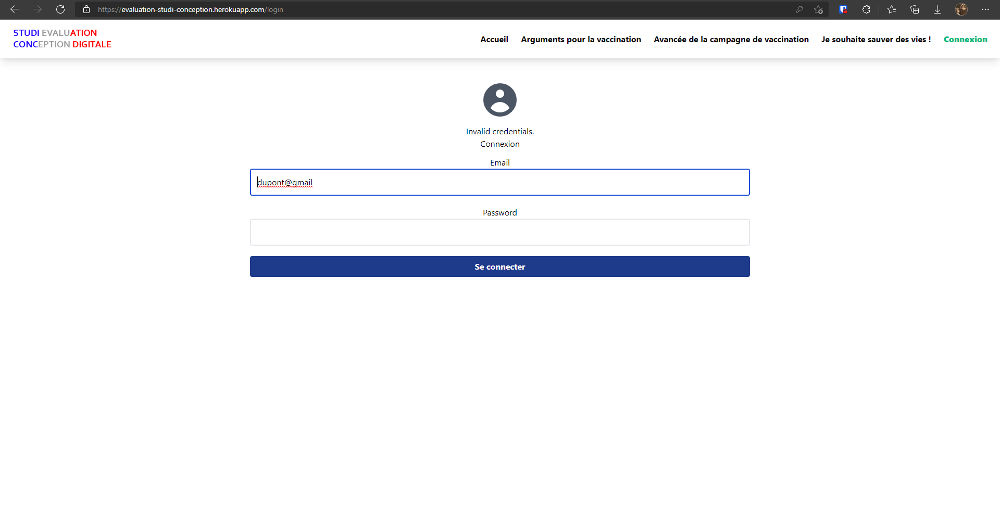 https://evaluation-studi-conception.herokuapp.com/login
STUDI EVALUATION
CONCEPTION DIGITALE
Accueil Arguments pour la vaccination Avancée de la campagne de vaccination Je souhaite sauver des vies ! Connexion
Invalid credentials.
Connexion
Email
dupont@gmail
Password
Se connecter